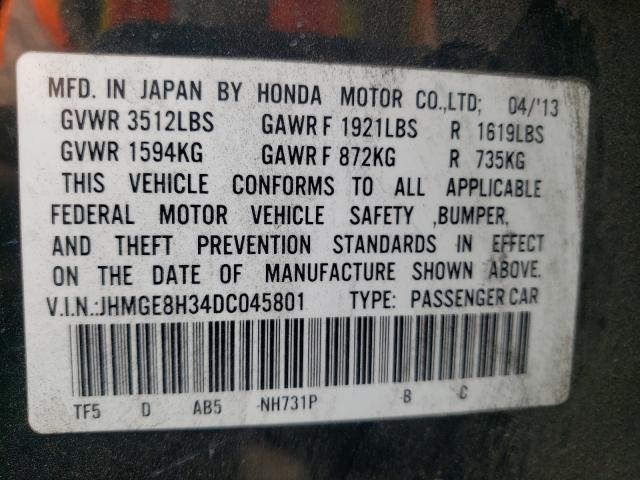 MFD. IN JAPAN BY HONDA MOTOR CO.,LTD; 04/'13
GVWR 3512LBS GAWR F 1921LBS R 1619LBS
GVWR 1594KG GAWR F 872KG R 735KG
THIS VEHICLE CONFORMS TO ALL APPLICABLE
FEDERAL MOTOR VEHICLE SAFETY ,BUMPER,
AND THEFT PREVENTION STANDARDS IN EFFECT
ON THE DATE OF MANUFACTURE SHOWN ABOVE.
V.I.N.:JHMGE8H34DC045801 TYPE: PASSENGER CAR
TF5 D AB5 -NH731P -B C